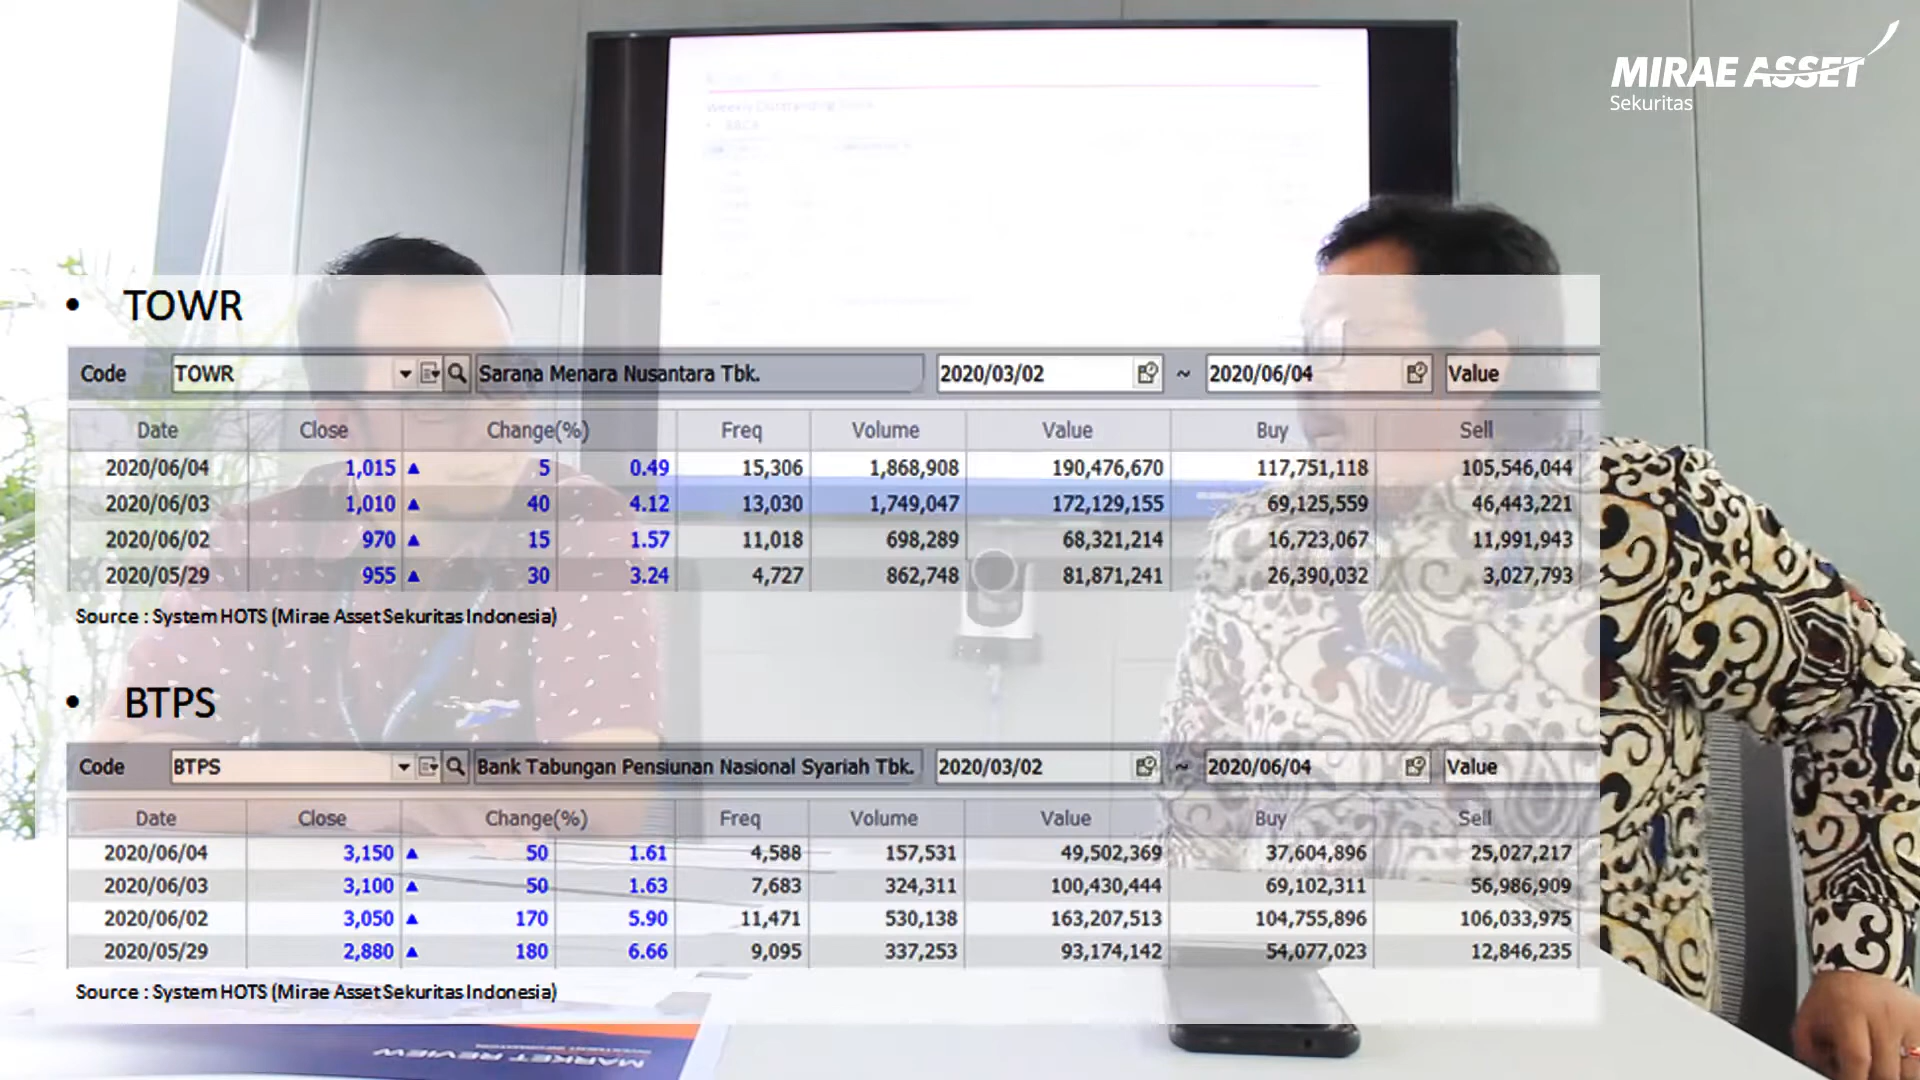 MIRAE ASSET
Sekuritas
Weekly Outstanding
• TOWR
Code TOWR Sarana Menara Nusantara Tbk. 2020/03/02 ~ 2020/06/04 Value
Date Close Change(%) Freq Volume Value Buy Sell
2020/06/04 1,015 ▲ 5 0.49 15,306 1,868,908 190,476,670 117,751,118 105,546,044
2020/06/03 1,010 ▲ 40 4.12 13,030 1,749,047 172,129,155 69,125,559 46,443,221
2020/06/02 970 ▲ 15 1.57 11,018 698,289 68,321,214 16,723,067 11,991,943
2020/05/29 955 ▲ 30 3.24 4,727 862,748 81,871,241 26,390,032 3,027,793
Source : System HOTS (Mirae Asset Sekuritas Indonesia)
• BTPS
Code BTPS Bank Tabungan Pensiunan Nasional Syariah Tbk. 2020/03/02 ~ 2020/06/04 Value
Date Close Change(%) Freq Volume Value Buy Sell
2020/06/04 3,150 ▲ 50 1.61 4,588 157,531 49,502,369 37,604,896 25,027,217
2020/06/03 3,100 ▲ 50 1.63 7,683 324,311 100,430,444 69,102,311 56,986,909
2020/06/02 3,050 ▲ 170 5.90 11,471 530,138 163,207,513 104,755,896 106,033,975
2020/05/29 2,880 ▲ 180 6.66 9,095 337,253 93,174,142 54,077,023 12,846,235
Source : System HOTS (Mirae Asset Sekuritas Indonesia)
MARKET REVIEW